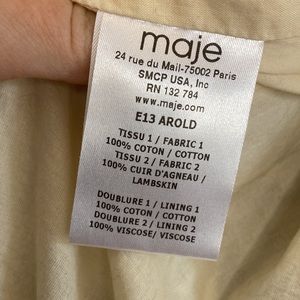 maje
24 rue du Mail-75002 Paris
SMCP USA, Inc
RN 132 784
www.maje.com
E13 AROLD
TISSU 1 / FABRIC 1
100% COTON / COTTON
TISSU 2 / FABRIC 2
100% CUIR D'AGNEAU /
LAMBSKIN
DOUBLURE 1 / LINING 1
100% COTON / COTTON
DOUBLURE 2 / LINING 2
100% VISCOSE/ VISCOSE